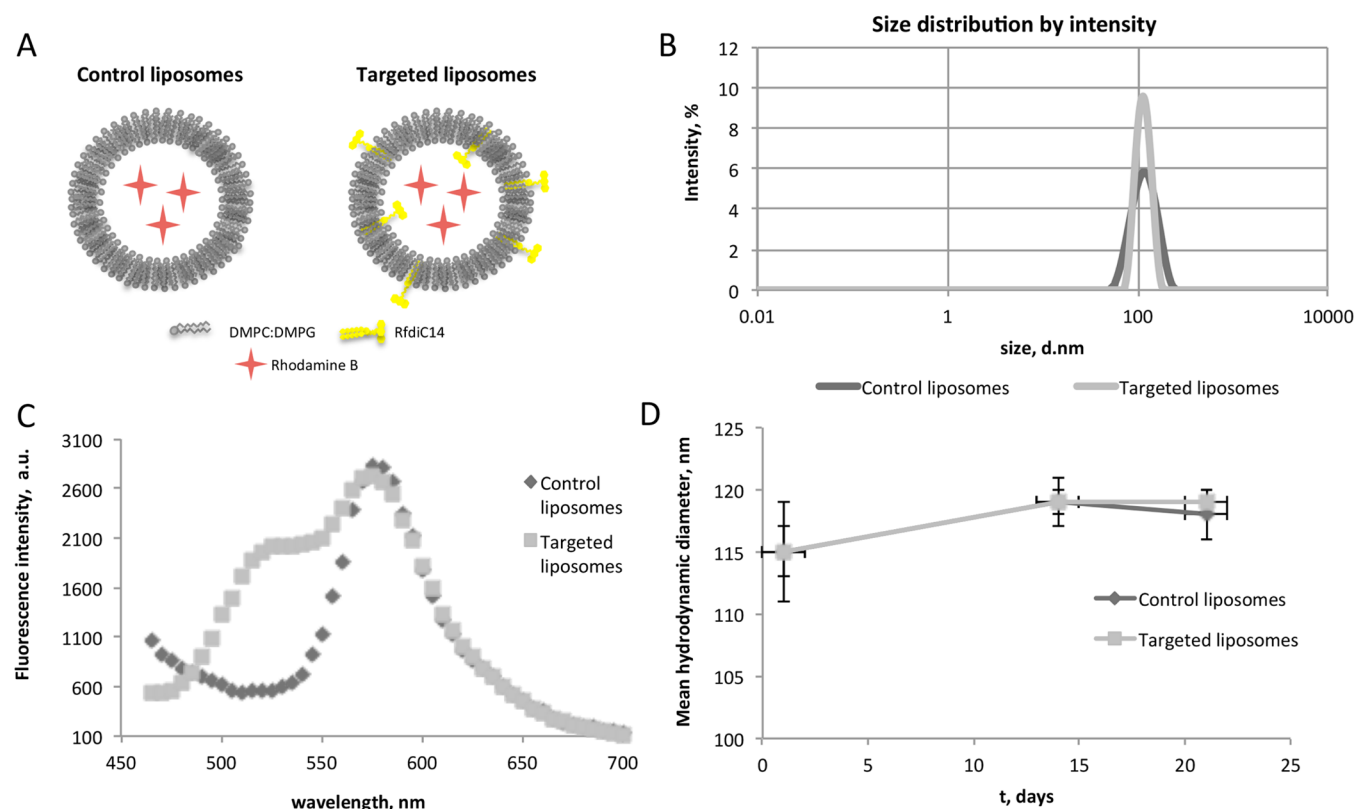 A
Control liposomes
Targeted liposomes
DMPC:DMPG
RfdiC14
Rhodamine B
B
Size distribution by intensity
Intensity, %
12
10
8
6
4
2
0
0.01
1
100
10000
size, d.nm
Control liposomes
Targeted liposomes
C
Fluorescence intensity, a.u.
3100
2600
2100
1600
1100
600
100
450
500
550
600
650
700
wavelength, nm
Control
liposomes
Targeted
liposomes
D
Mean hydrodynamic diameter, nm
125
120
115
110
105
100
0
5
10
15
20
25
t, days
Control liposomes
Targeted liposomes